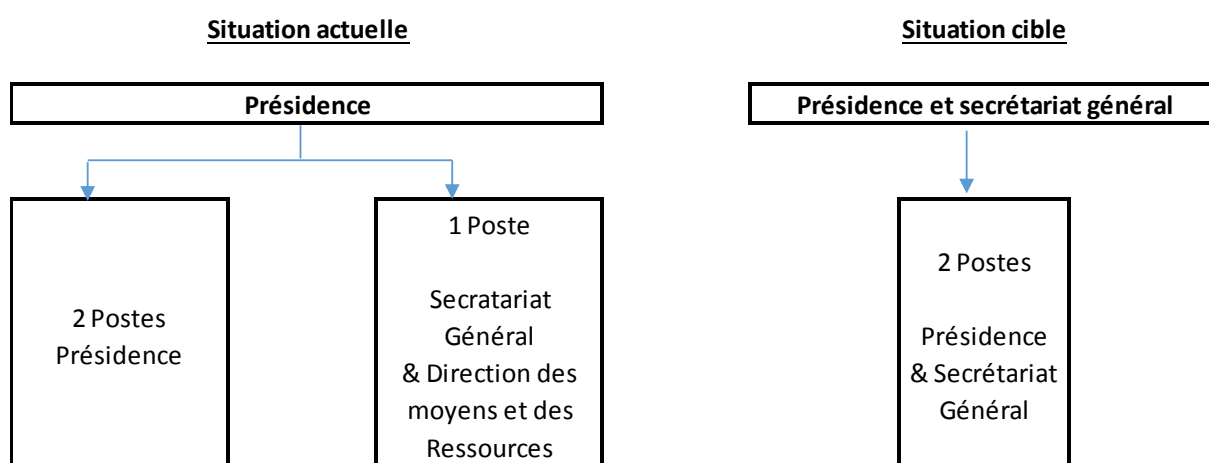 Situation actuelle
Situation cible
Présidence
Présidence et secrétariat général
2 Postes
Présidence
1 Poste
Secratariat
Général
& Direction des
moyens et des
Ressources
2 Postes
Présidence
& Secrétariat
Général